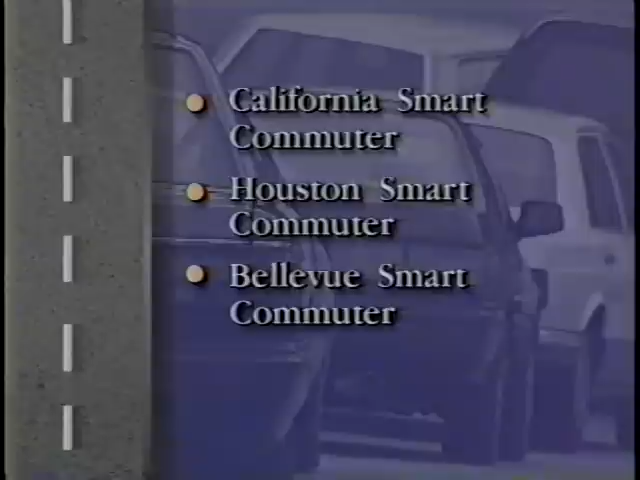 California Smart
Commuter
Houston Smart
Commuter
Bellevue Smart
Commuter